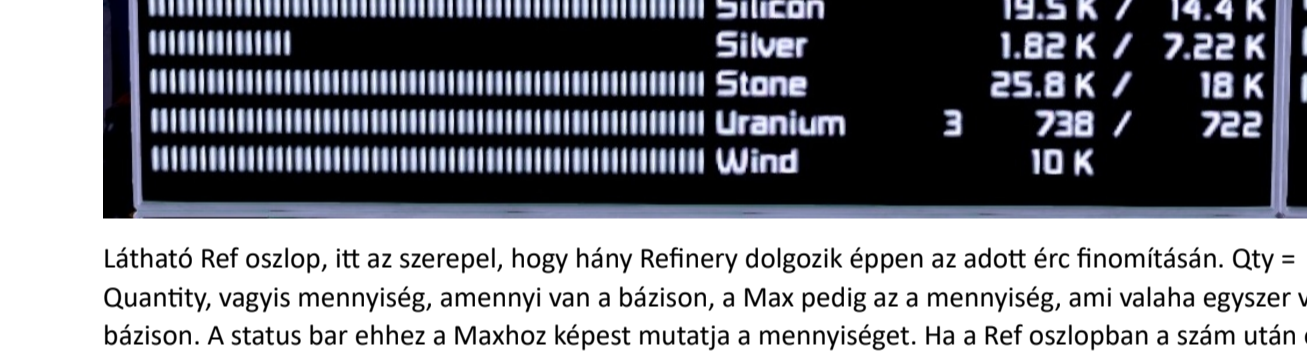 Silicon 19.5 K / 14.4 K
Silver 1.82 K / 7.22 K
Stone 25.8 K / 18 K
Uranium 3 738 / 722
Wind 10 K
Látható Ref oszlop, itt az szerepel, hogy hány Refinery dolgozik éppen az adott érc finomításán. Qty =
Quantity, vagyis mennyiség, amennyi van a bázison, a Max pedig az a mennyiség, ami valaha egyszer
bázison. A status bar ehhez a Maxhoz képest mutatja a mennyiséget. Ha a Ref oszlopban a szám után